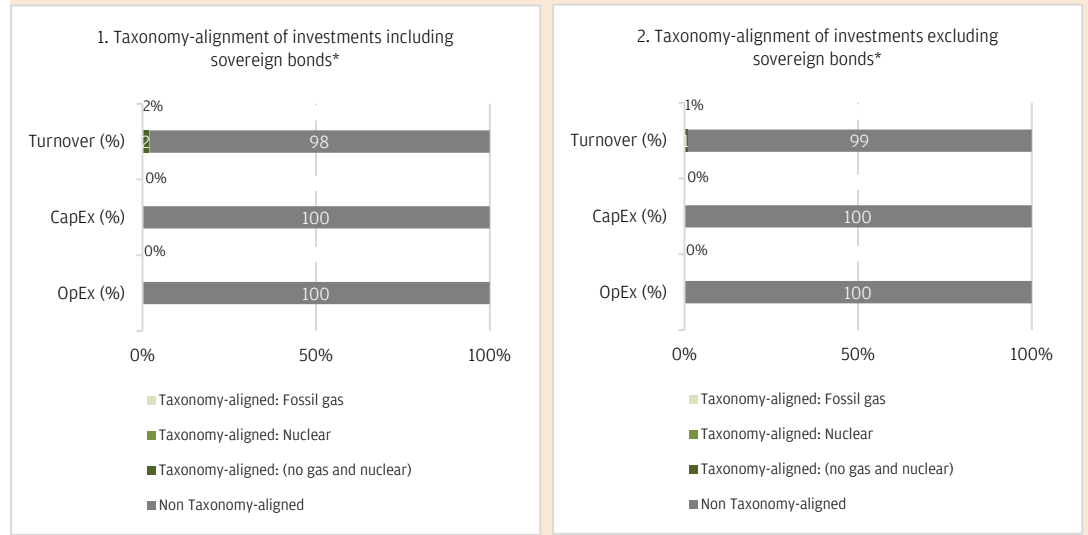 1. Taxonomy-alignment of investments including
sovereign bonds*
2%
Turnover (%)
2
98
0%
CapEx (%)
100
0%
OpEx (%)
100
0%
50%
100%
Taxonomy-aligned: Fossil gas
Taxonomy-aligned: Nuclear
Taxonomy-aligned: (no gas and nuclear)
Non Taxonomy-aligned
2. Taxonomy-alignment of investments excluding
sovereign bonds*
1%
Turnover (%)
1
99
0%
CapEx (%)
100
0%
OpEx (%)
100
0%
50%
100%
Taxonomy-aligned: Fossil gas
Taxonomy-aligned: Nuclear
Taxonomy-aligned: (no gas and nuclear)
Non Taxonomy-aligned